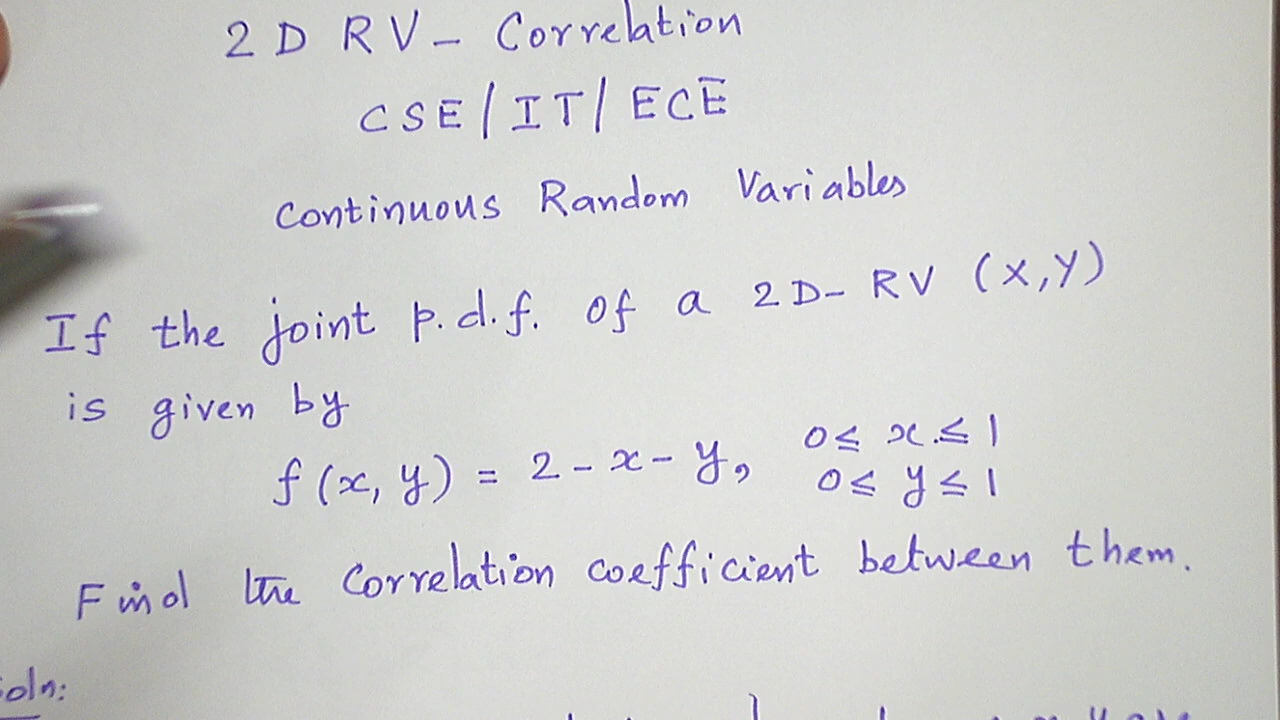 2 D R V - Correlation
CSE / IT / ECE
Continuous Random Variables
If the joint p.d.f. of a 2D- RV (X,Y)
is given by
f(x, y) = 2 - x - y, 0 ≤ x ≤ 1
0 ≤ y ≤ 1
Find the Correlation coefficient between them.
oln: